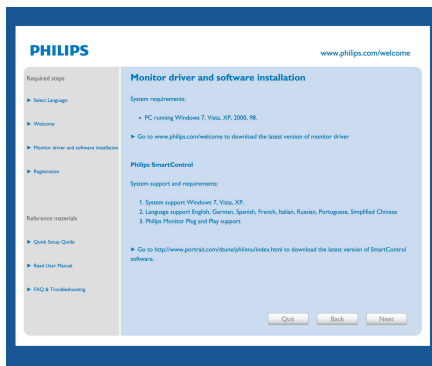 PHILIPS
www.philips.com/welcome
Required steps
► Select Language
► Welcome
► Monitor driver and software installation
► Registration
Reference materials
► Quick Setup Guide
► Read User Manual
► FAQ & Troubleshooting
Monitor driver and software installation
System requirements:
• PC running Windows 7, Vista, XP, 2000, 98.
► Go to www.philips.com/welcome to download the latest version of monitor driver
Philips SmartControl
System support and requirements:
1. System support Windows 7, Vista, XP.
2. Language support English, German, Spanish, French, Italian, Russian, Portuguese, Simplified Chinese
3. Philips Monitor Plug and Play support
► Go to http://www.portrait.com/dtune/phl/enu/index.html to download the latest version of SmartControl
software.
Quit
Back
Next